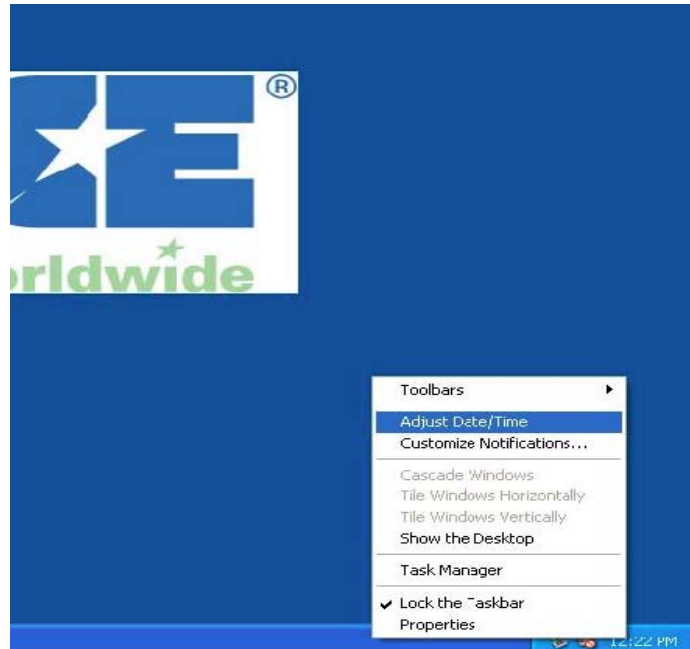 CE®
rldwide
Toolbars
Adjust Date/Time
Customize Notifications...
Cascade Windows
Tile Windows Horizontally
Tile Windows Vertically
Show the Desktop
Task Manager
Lock the Taskbar
Properties
12:22 PM